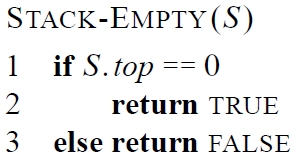 STACK-EMPTY(S)
1 if S.top == 0
2 return TRUE
3 else return FALSE